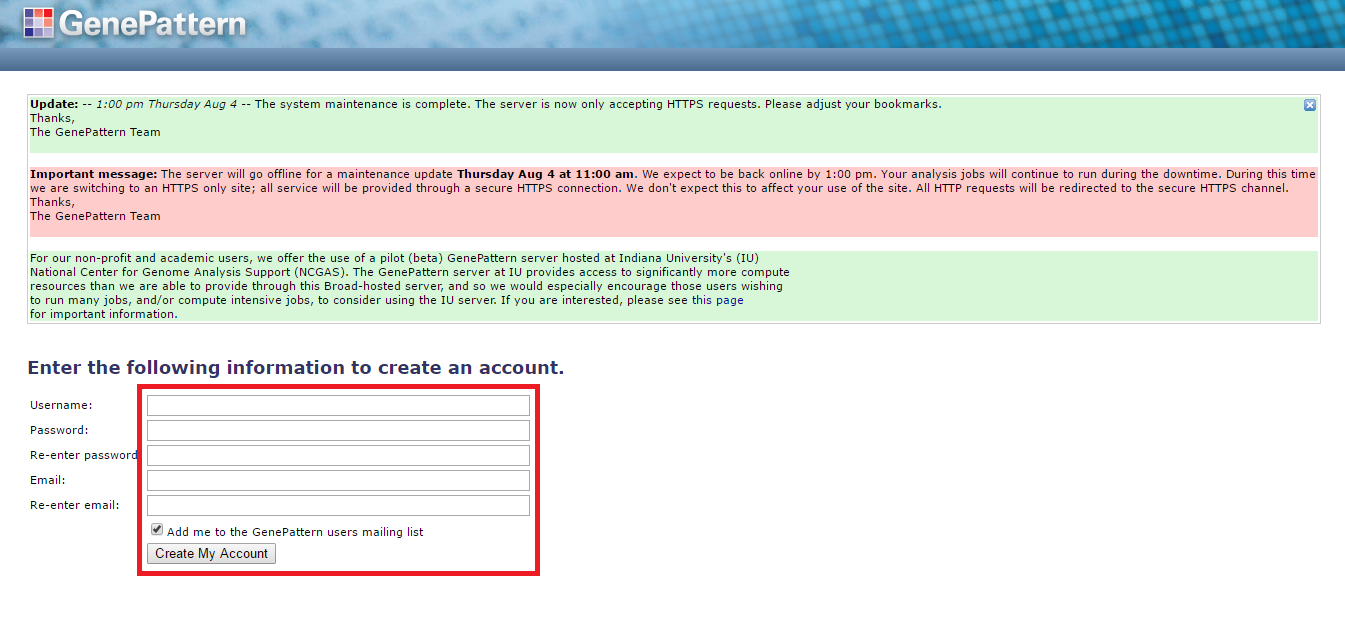 GenePattern
Update: -- 1:00 pm Thursday Aug 4 -- The system maintenance is complete. The server is now only accepting HTTPS requests. Please adjust your bookmarks.
Thanks,
The GenePattern Team
Important message: The server will go offline for a maintenance update Thursday Aug 4 at 11:00 am. We expect to be back online by 1:00 pm. Your analysis jobs will continue to run during the downtime. During this time
we are switching to an HTTPS only site; all service will be provided through a secure HTTPS connection. We don't expect this to affect your use of the site. All HTTP requests will be redirected to the secure HTTPS channel.
Thanks,
The GenePattern Team
For our non-profit and academic users, we offer the use of a pilot (beta) GenePattern server hosted at Indiana University's (IU)
National Center for Genome Analysis Support (NCGAS). The GenePattern server at IU provides access to significantly more compute
resources than we are able to provide through this Broad-hosted server, and so we would especially encourage those users wishing
to run many jobs, and/or compute intensive jobs, to consider using the IU server. If you are interested, please see this page
for important information.
Enter the following information to create an account.
Username:
Password:
Re-enter password
Email:
Re-enter email:
Add me to the GenePattern users mailing list
Create My Account